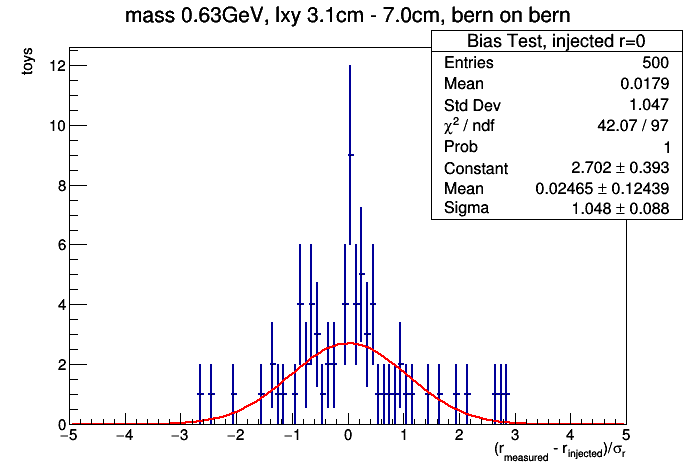 mass 0.63GeV, lxy 3.1cm - 7.0cm, bern on bern
Bias Test, injected r=0
Entries 500
Mean 0.0179
Std Dev 1.047
χ² / ndf 42.07 / 97
Prob 1
Constant 2.702 ± 0.393
Mean 0.02465 ± 0.12439
Sigma 1.048 ± 0.088
toys
12
10
8
6
4
2
0
−5 −4 −3 −2 −1 0 1 2 3 4 5
(r_measured - r_injected)/σ_r